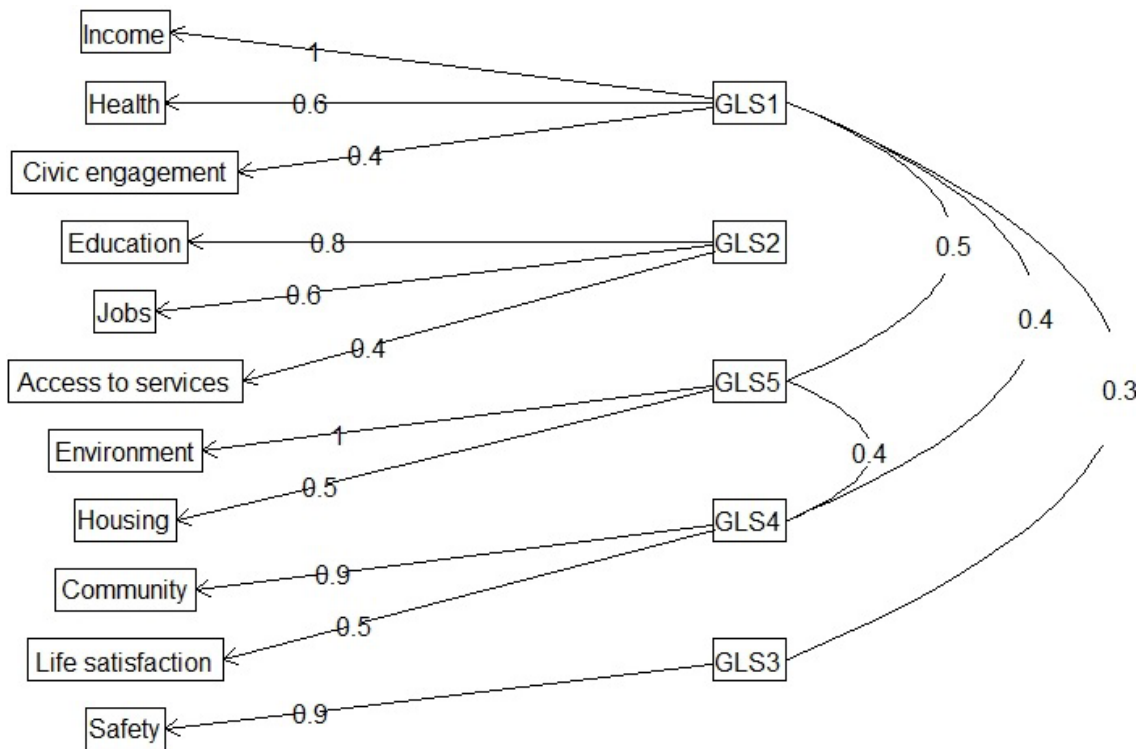 Income
1
GLS1
Health
0.6
Civic engagement
0.4
Education
0.8
GLS2
0.5
Jobs
0.6
0.4
Access to services
0.4
GLS5
0.3
Environment
1
0.4
Housing
0.5
GLS4
Community
0.9
Life satisfaction
0.5
GLS3
Safety
0.9